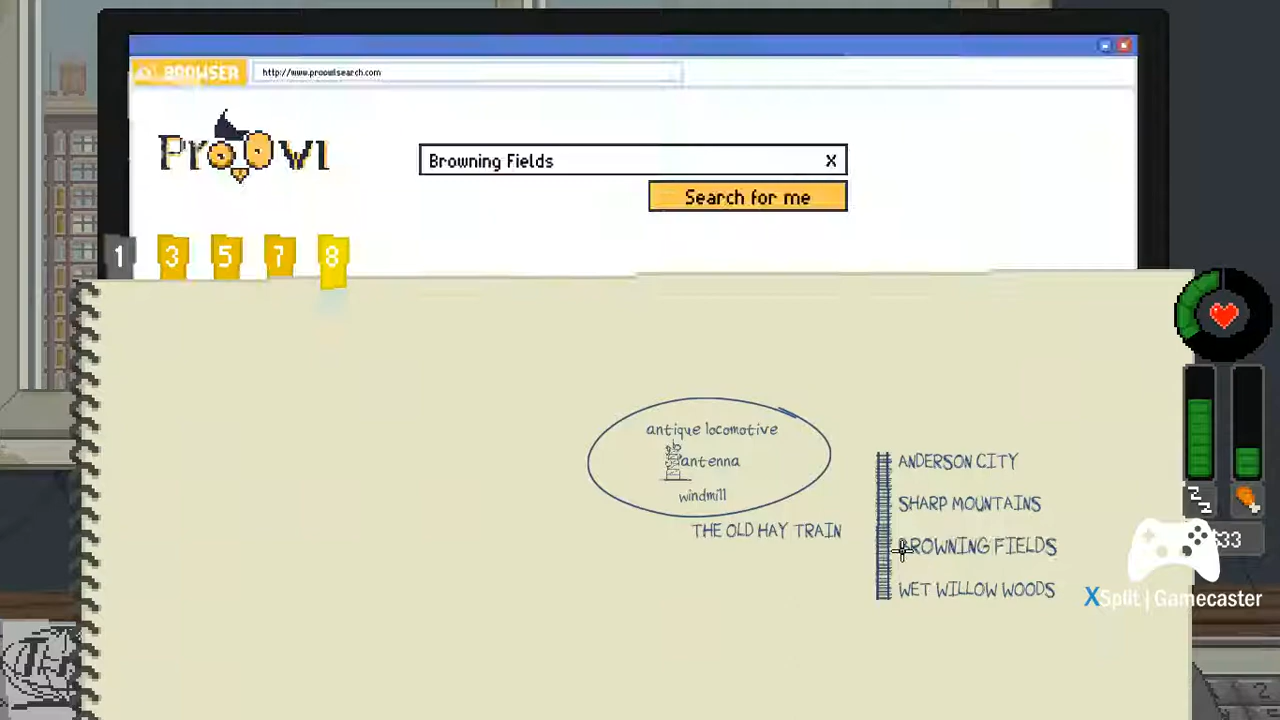 BROWSER http://www.proowlsearch.com
PrOOwl
Browning Fields X
Search for me
1 3 5 7 8
antique locomotive
antenna
windmill
THE OLD HAY TRAIN
ANDERSON CITY
SHARP MOUNTAINS
BROWNING FIELDS
WET WILLOW WOODS
33
XSplit | Gamecaster